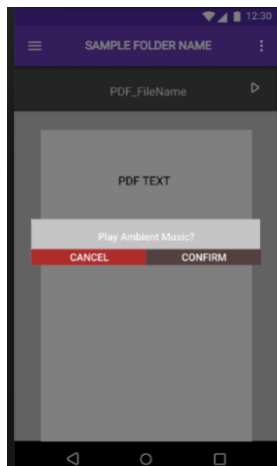 12:30
SAMPLE FOLDER NAME
PDF_FileName
PDF TEXT
Play Ambient Music?
CANCEL CONFIRM